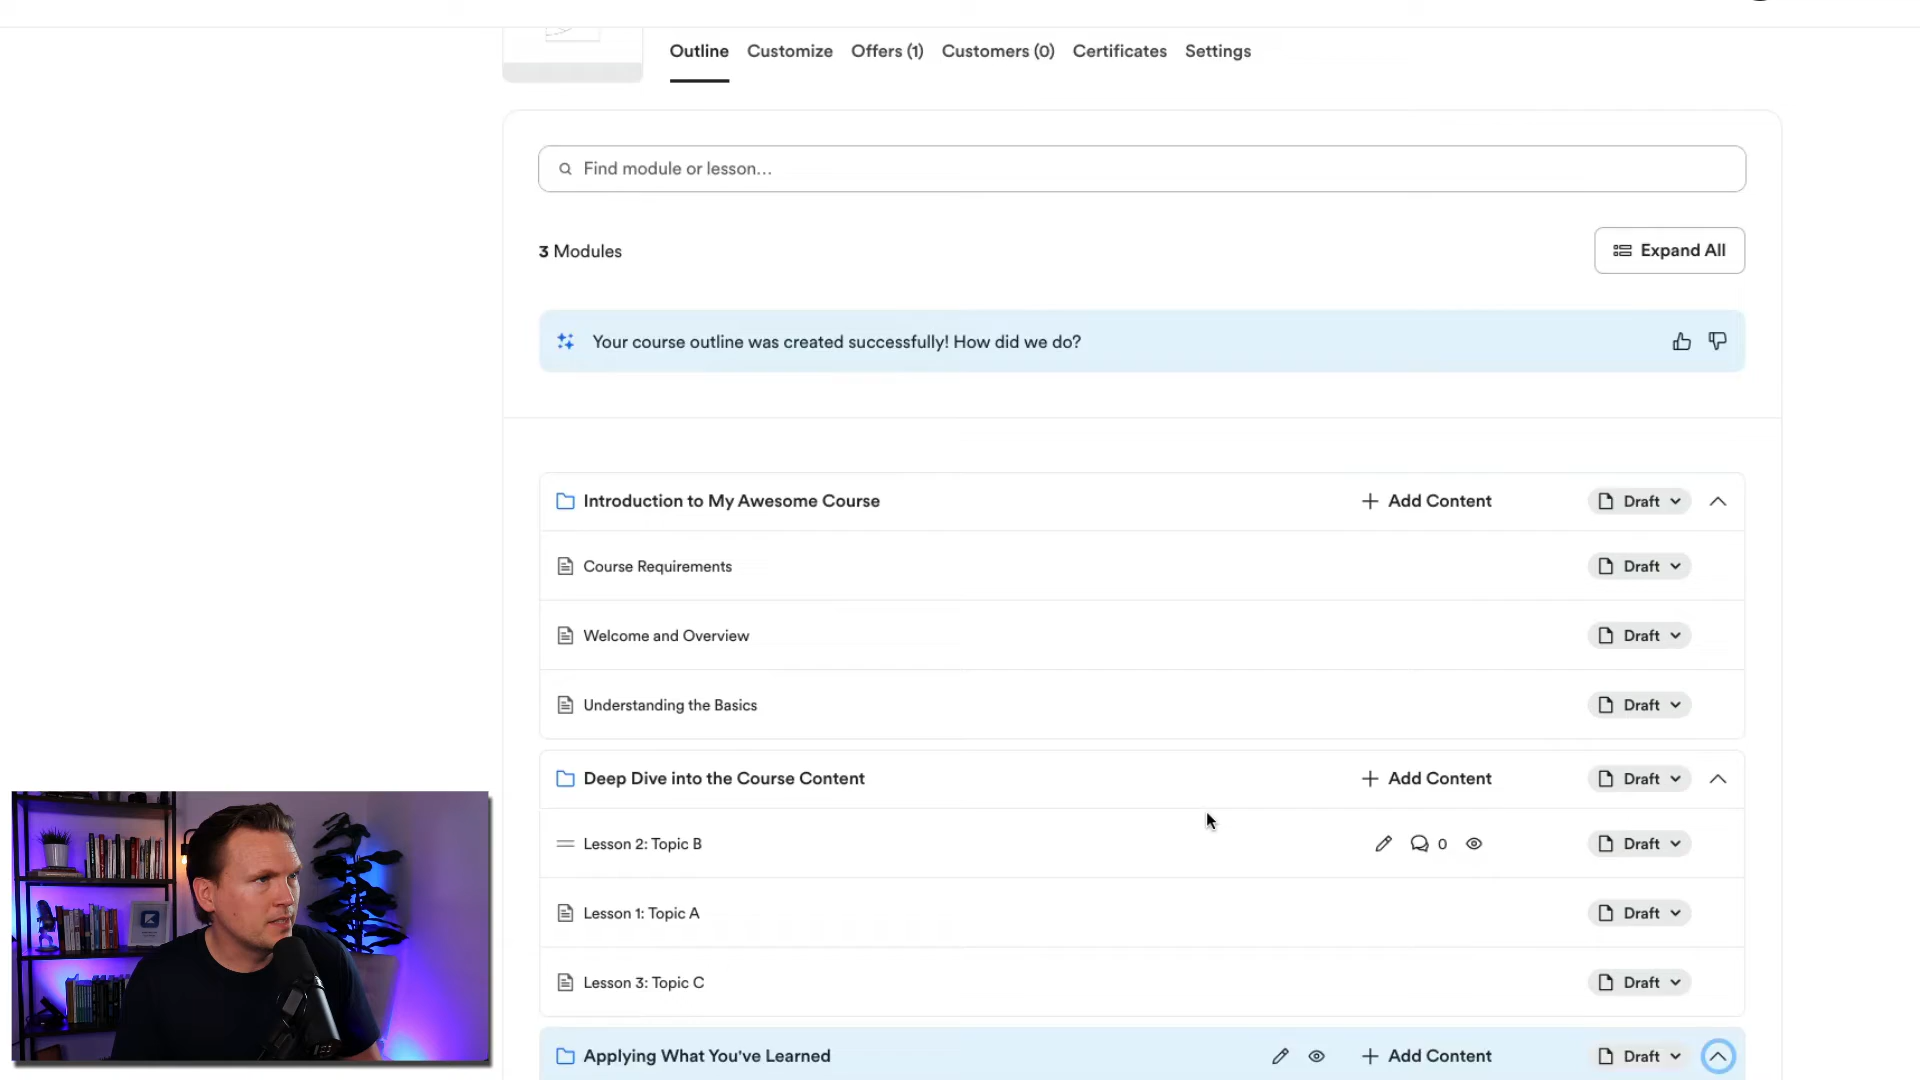 Outline Customize Offers (1) Customers (0) Certificates Settings
Find module or lesson...
3 Modules
Expand All
Your course outline was created successfully! How did we do?
Introduction to My Awesome Course + Add Content Draft
Course Requirements Draft
Welcome and Overview Draft
Understanding the Basics Draft
Deep Dive into the Course Content + Add Content Draft
Lesson 2: Topic B 0 Draft
Lesson 1: Topic A Draft
Lesson 3: Topic C Draft
Applying What You've Learned + Add Content Draft